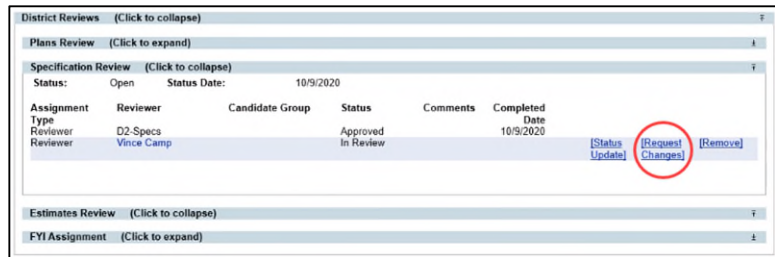 District Reviews (Click to collapse)
Plans Review (Click to expand)
Specification Review (Click to collapse)
Status: Open Status Date: 10/9/2020
Assignment Type Reviewer Candidate Group Status Comments Completed Date
Reviewer D2-Specs Approved 10/9/2020
Reviewer Vince Camp In Review [Status Update] [Request Changes] [Remove]
Estimates Review (Click to collapse)
FYI Assignment (Click to expand)